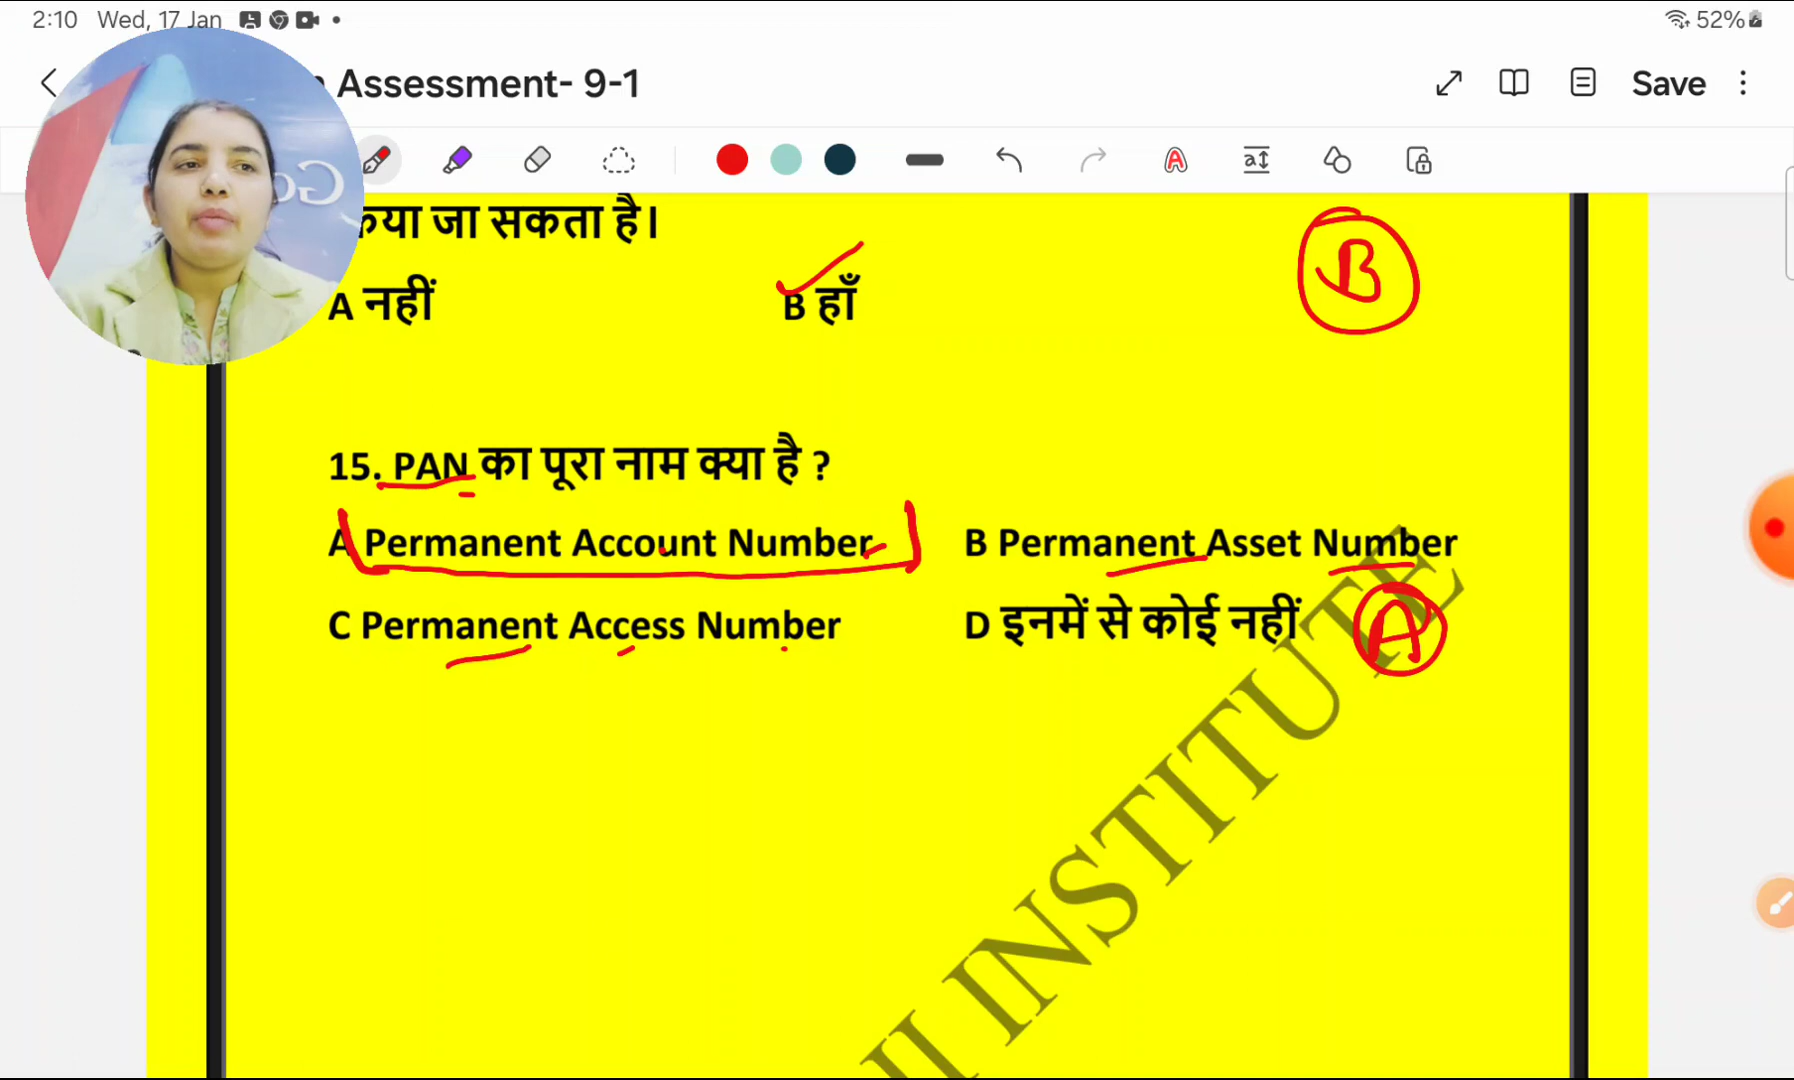 2:10 Wed, 17 Jan 52%
Assessment- 9-1 Save
जा सकता है।
A नहीं B हाँ B
15. PAN का पूरा नाम क्या है ?
A Permanent Account Number B Permanent Asset Number
C Permanent Access Number D इनमें से कोई नहीं A
INSTITUTE